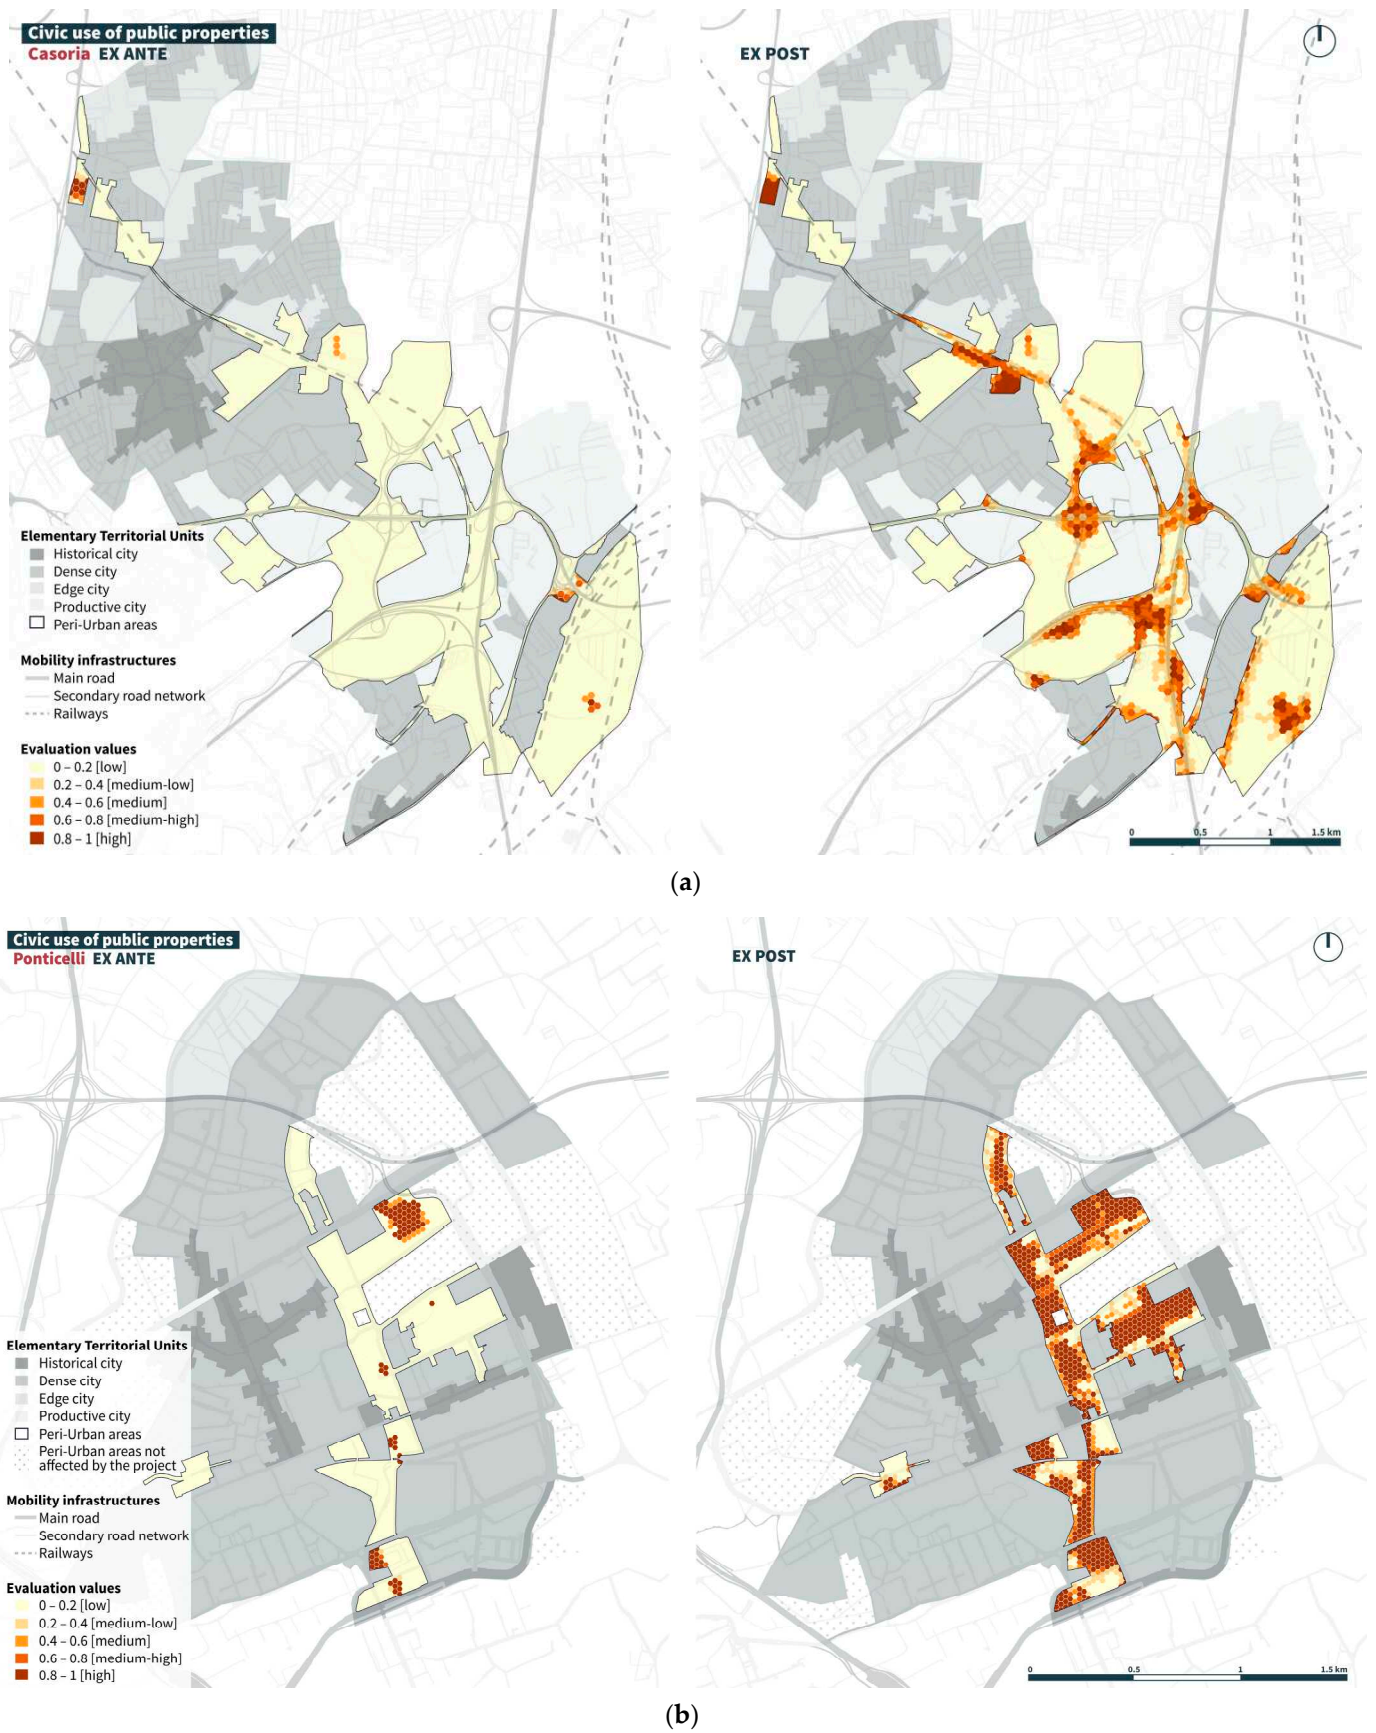 Civic use of public properties
Casoria EX ANTE
EX POST
Elementary Territorial Units
Historical city
Dense city
Edge city
Productive city
Peri-Urban areas
Mobility infrastructures
Main road
Secondary road network
Railways
Evaluation values
0 – 0.2 [low]
0.2 – 0.4 [medium-low]
0.4 – 0.6 [medium]
0.6 – 0.8 [medium-high]
0.8 – 1 [high]
0 0.5 1 1.5 km
(a)
Civic use of public properties
Ponticelli EX ANTE
EX POST
Elementary Territorial Units
Historical city
Dense city
Edge city
Productive city
Peri-Urban areas
Peri-Urban areas not
affected by the project
Mobility infrastructures
Main road
Secondary road network
Railways
Evaluation values
0 – 0.2 [low]
0.2 – 0.4 [medium-low]
0.4 – 0.6 [medium]
0.6 – 0.8 [medium-high]
0.8 – 1 [high]
0 0.5 1 1.5 km
(b)